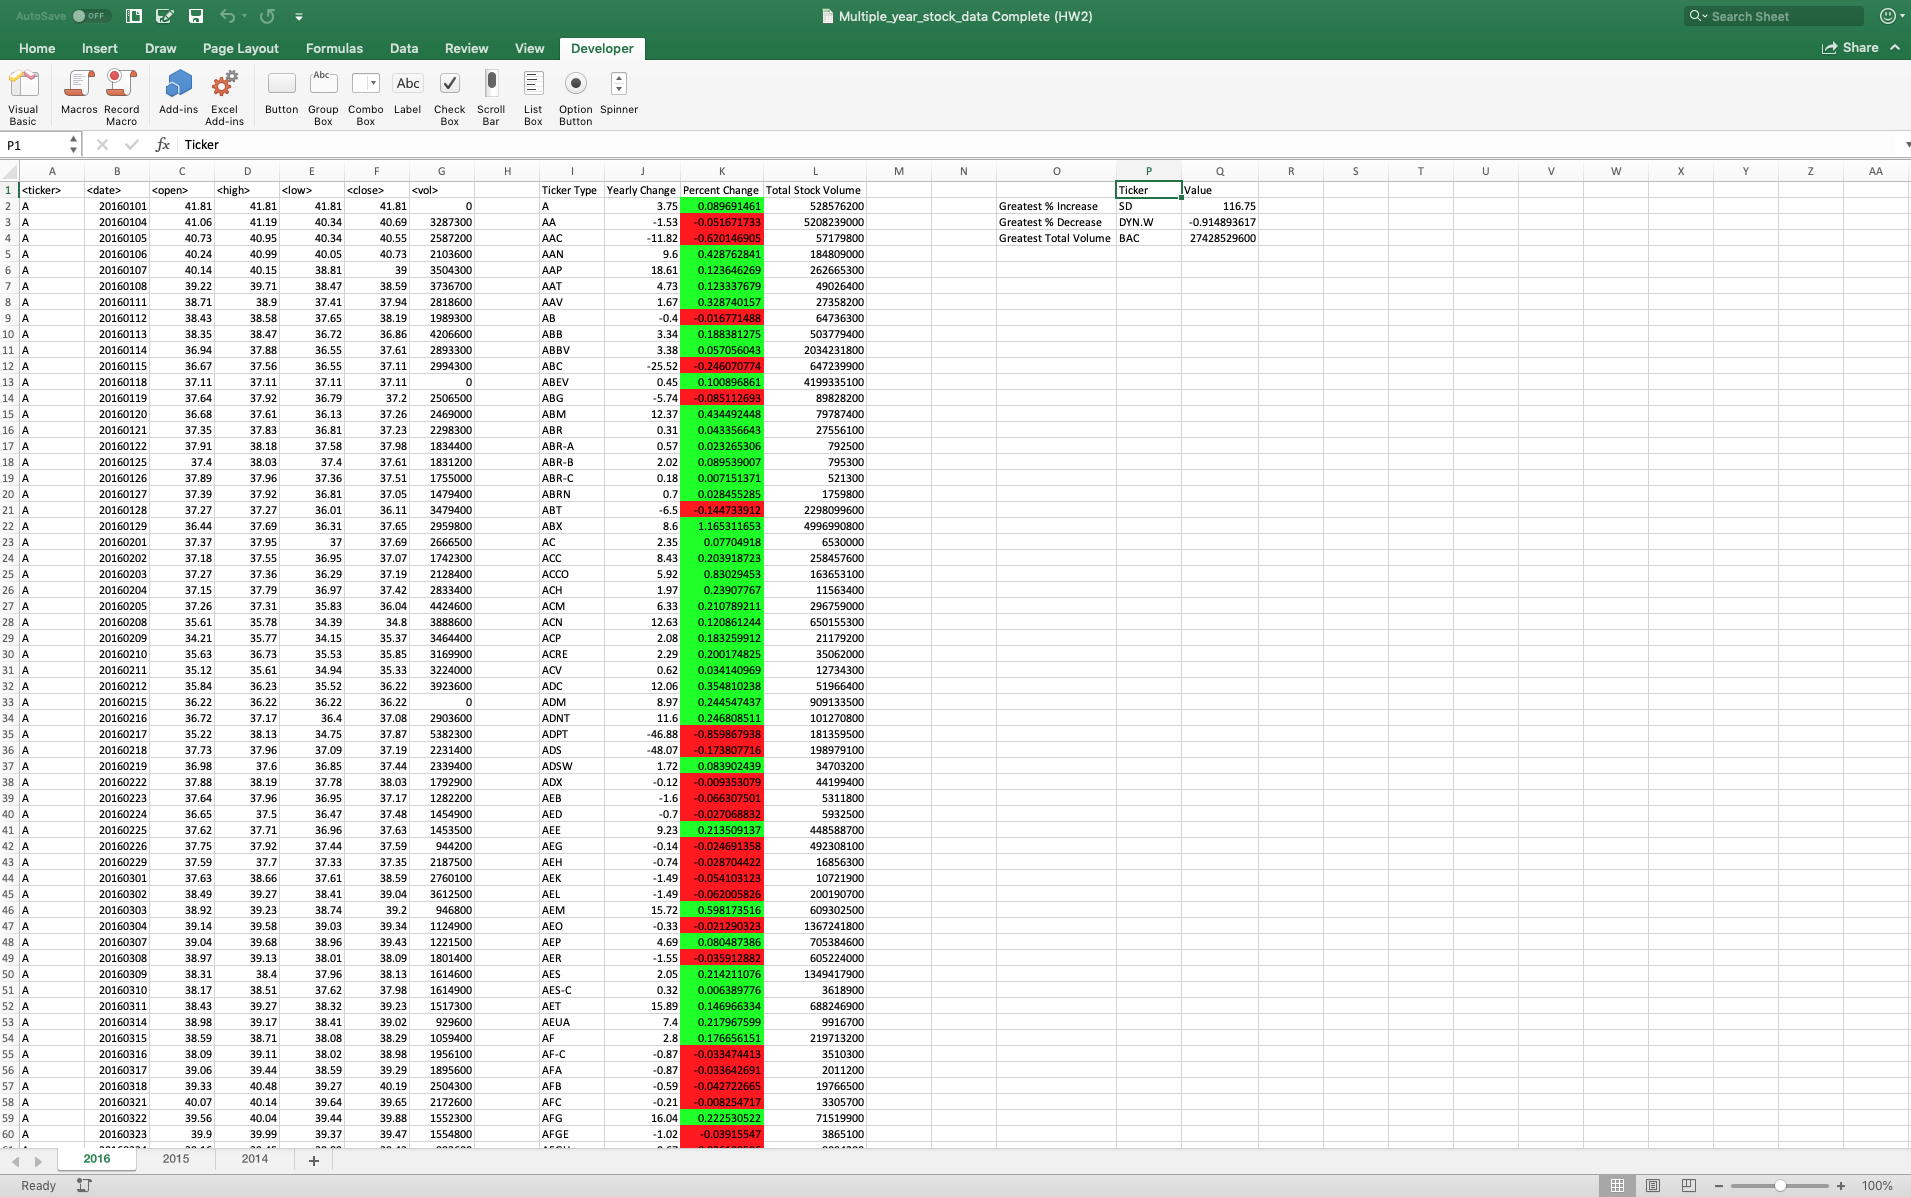 AutoSave OFF Multiple_year_stock_data Complete (HW2) Search Sheet
Home Insert Draw Page Layout Formulas Data Review View Developer Share
Visual Basic Macros Record Macro Add-ins Excel Add-ins Button Group Box Combo Box Label Check Box Scroll Bar List Box Option Button Spinner
Abc Abc
P1 fx Ticker
A B C D E F G H I J K L M N O P Q R S T U V W X Y Z AA
1 <ticker> <date> <open> <high> <low> <close> <vol> Ticker Type Yearly Change Percent Change Total Stock Volume Ticker Value
2 A 20160101 41.81 41.81 41.81 41.81 0 A 3.75 0.089691461 528576200 Greatest % Increase SD 116.75
3 A 20160104 41.06 41.19 40.34 40.69 3287300 AA -1.53 -0.051671733 5208239000 Greatest % Decrease DYN.W -0.914893617
4 A 20160105 40.73 40.95 40.34 40.55 2587200 AAC -11.82 -0.620146905 57179800 Greatest Total Volume BAC 27428529600
5 A 20160106 40.24 40.99 40.05 40.73 2103600 AAN 9.6 0.428762841 184809000
6 A 20160107 40.14 40.15 38.81 39 3504300 AAP 18.61 0.123646269 262665300
7 A 20160108 39.22 39.71 38.47 38.59 3736700 AAT 4.73 0.123337679 49026400
8 A 20160111 38.71 38.9 37.41 37.94 2818600 AAV 1.67 0.328740157 27358200
9 A 20160112 38.43 38.58 37.65 38.19 1989300 AB -0.4 -0.016771488 64736300
10 A 20160113 38.35 38.47 36.72 36.86 4206600 ABB 3.34 0.188381275 503779400
11 A 20160114 36.94 37.88 36.55 37.61 2893300 ABBV 3.38 0.057056043 2034231800
12 A 20160115 36.67 37.56 36.55 37.11 2994300 ABC -25.52 -0.246070774 647239900
13 A 20160118 37.11 37.11 37.11 37.11 0 ABEV 0.45 0.100896861 4199335100
14 A 20160119 37.64 37.92 36.79 37.2 2506500 ABG -5.74 -0.085112693 89828200
15 A 20160120 36.68 37.61 36.13 37.26 2469000 ABM 12.37 0.434492448 79787400
16 A 20160121 37.35 37.83 36.81 37.23 2298300 ABR 0.31 0.043356643 27556100
17 A 20160122 37.91 38.18 37.58 37.98 1834400 ABR-A 0.57 0.023265306 792500
18 A 20160125 37.4 38.03 37.4 37.61 1831200 ABR-B 2.02 0.089539007 795300
19 A 20160126 37.89 37.96 37.36 37.51 1755000 ABR-C 0.18 0.007151371 521300
20 A 20160127 37.39 37.92 36.81 37.05 1479400 ABRN 0.7 0.028455285 1759800
21 A 20160128 37.27 37.27 36.01 36.11 3479400 ABT -6.5 -0.144733912 2298099600
22 A 20160129 36.44 37.69 36.31 37.65 2959800 ABX 8.6 1.165311653 4996990800
23 A 20160201 37.37 37.95 37 37.69 2666500 AC 2.35 0.07704918 6530000
24 A 20160202 37.18 37.55 36.95 37.07 1742300 ACC 8.43 0.203918723 258457600
25 A 20160203 37.27 37.36 36.29 37.19 2128400 ACCO 5.92 0.83029453 163653100
26 A 20160204 37.15 37.79 36.97 37.42 2833400 ACH 1.97 0.23907767 11563400
27 A 20160205 37.26 37.31 35.83 36.04 4424600 ACM 6.33 0.210789211 296759000
28 A 20160208 35.61 35.78 34.39 34.8 3888600 ACN 12.63 0.120861244 650155300
29 A 20160209 34.21 35.77 34.15 35.37 3464400 ACP 2.08 0.183259912 21179200
30 A 20160210 35.63 36.73 35.53 35.85 3169900 ACRE 2.29 0.200174825 35062000
31 A 20160211 35.12 35.61 34.94 35.33 3224000 ACV 0.62 0.034140969 12734300
32 A 20160212 35.84 36.23 35.52 36.22 3923600 ADC 12.06 0.354810238 51966400
33 A 20160215 36.22 36.22 36.22 36.22 0 ADM 8.97 0.244547437 909133500
34 A 20160216 36.72 37.17 36.4 37.08 2903600 ADNT 11.6 0.246808511 101270800
35 A 20160217 35.22 38.13 34.75 37.87 5382300 ADPT -46.88 -0.859867938 181359500
36 A 20160218 37.73 37.96 37.09 37.19 2231400 ADS -48.07 -0.173807716 198979100
37 A 20160219 36.98 37.6 36.85 37.44 2339400 ADSW 1.72 0.083902439 34703200
38 A 20160222 37.88 38.19 37.78 38.03 1792900 ADX -0.12 -0.009353079 44199400
39 A 20160223 37.64 37.96 36.95 37.17 1282200 AEB -1.6 -0.066307501 5311800
40 A 20160224 36.65 37.5 36.47 37.48 1454900 AED -0.7 -0.027068832 5932500
41 A 20160225 37.62 37.71 36.96 37.63 1453500 AEE 9.23 0.213509137 448588700
42 A 20160226 37.75 37.92 37.44 37.59 944200 AEG -0.14 -0.024691358 492308100
43 A 20160229 37.59 37.7 37.33 37.35 2187500 AEH -0.74 -0.028704422 16856300
44 A 20160301 37.63 38.66 37.61 38.59 2760100 AEK -1.49 -0.054103123 10721900
45 A 20160302 38.49 39.27 38.41 39.04 3612500 AEL -1.49 -0.062005826 200190700
46 A 20160303 38.92 39.23 38.74 39.2 946800 AEM 15.72 0.598173516 609302500
47 A 20160304 39.14 39.58 39.03 39.34 1124900 AEO -0.33 -0.021290323 1367241800
48 A 20160307 39.04 39.68 38.96 39.43 1221500 AEP 4.69 0.080487386 705384600
49 A 20160308 38.97 39.13 38.01 38.09 1801400 AER -1.55 -0.035912882 605224000
50 A 20160309 38.31 38.4 37.96 38.13 1614600 AES 2.05 0.214211076 1349417900
51 A 20160310 38.17 38.51 37.62 37.98 1614900 AES-C 0.32 0.006389776 3618900
52 A 20160311 38.43 39.27 38.32 39.23 1517300 AET 15.89 0.146966334 688246900
53 A 20160314 38.98 39.17 38.41 39.02 929600 AEUA 7.4 0.217967599 9916700
54 A 20160315 38.59 38.71 38.08 38.29 1059400 AF 2.8 0.176656151 219713200
55 A 20160316 38.09 39.11 38.02 38.98 1956100 AF-C -0.87 -0.033474413 3510300
56 A 20160317 39.06 39.44 38.59 39.29 1895600 AFA -0.87 -0.033642691 2011200
57 A 20160318 39.33 40.48 39.27 40.19 2504300 AFB -0.59 -0.042722665 19766500
58 A 20160321 40.07 40.14 39.64 39.65 2172600 AFC -0.21 -0.008254717 3305700
59 A 20160322 39.56 40.04 39.44 39.88 1552300 AFG 16.04 0.222530522 71519900
60 A 20160323 39.9 39.99 39.37 39.47 1554800 AFGE -1.02 -0.03915547 3865100
2016 2015 2014 +
Ready 100%